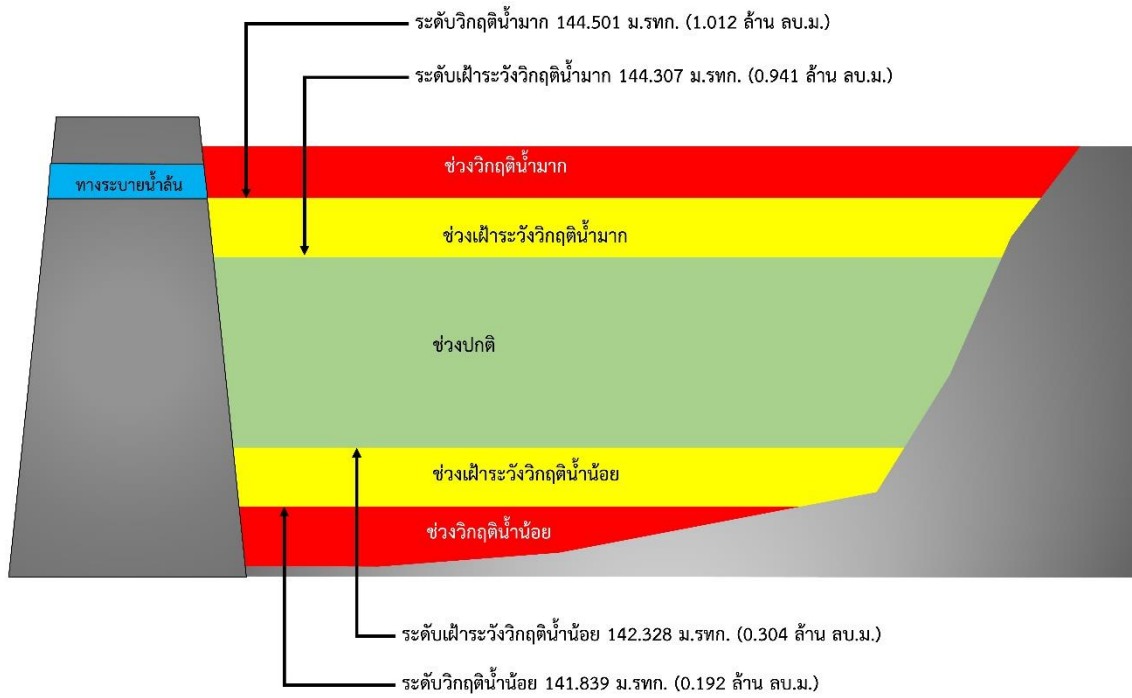 ระดับวิกฤติน้ำมาก 144.501 ม.รทก. (1.012 ล้าน ลบ.ม.)
ระดับเฝ้าระวังวิกฤติน้ำมาก 144.307 ม.รทก. (0.941 ล้าน ลบ.ม.)
ช่วงวิกฤติน้ำมาก
ทางระบายน้ำล้น
ช่วงเฝ้าระวังวิกฤติน้ำมาก
ช่วงปกติ
ช่วงเฝ้าระวังวิกฤติน้ำน้อย
ช่วงวิกฤติน้ำน้อย
ระดับเฝ้าระวังวิกฤติน้ำน้อย 142.328 ม.รทก. (0.304 ล้าน ลบ.ม.)
ระดับวิกฤติน้ำน้อย 141.839 ม.รทก. (0.192 ล้าน ลบ.ม.)